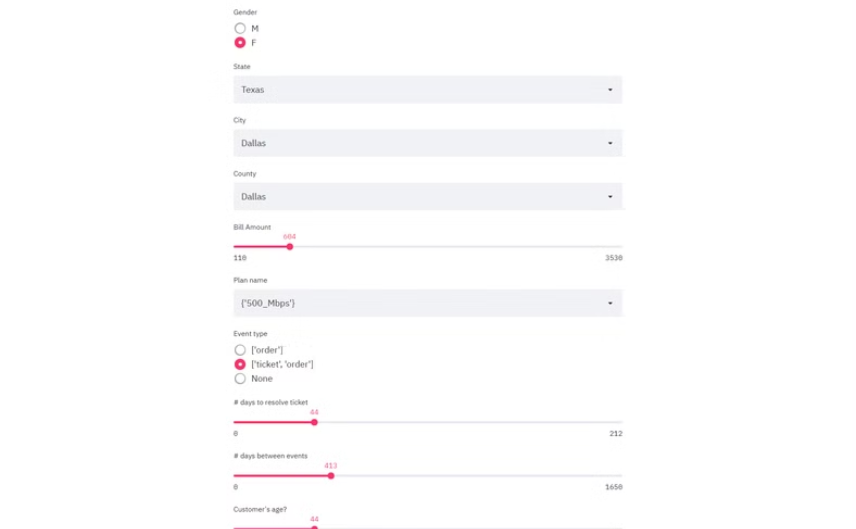 Gender
M
F
State
Texas
City
Dallas
County
Dallas
Bill Amount
604
110 3530
Plan name
{'500_Mbps'}
Event type
['order']
['ticket', 'order']
None
# days to resolve ticket
44
0 212
# days between events
413
0 1650
Customer's age?
44